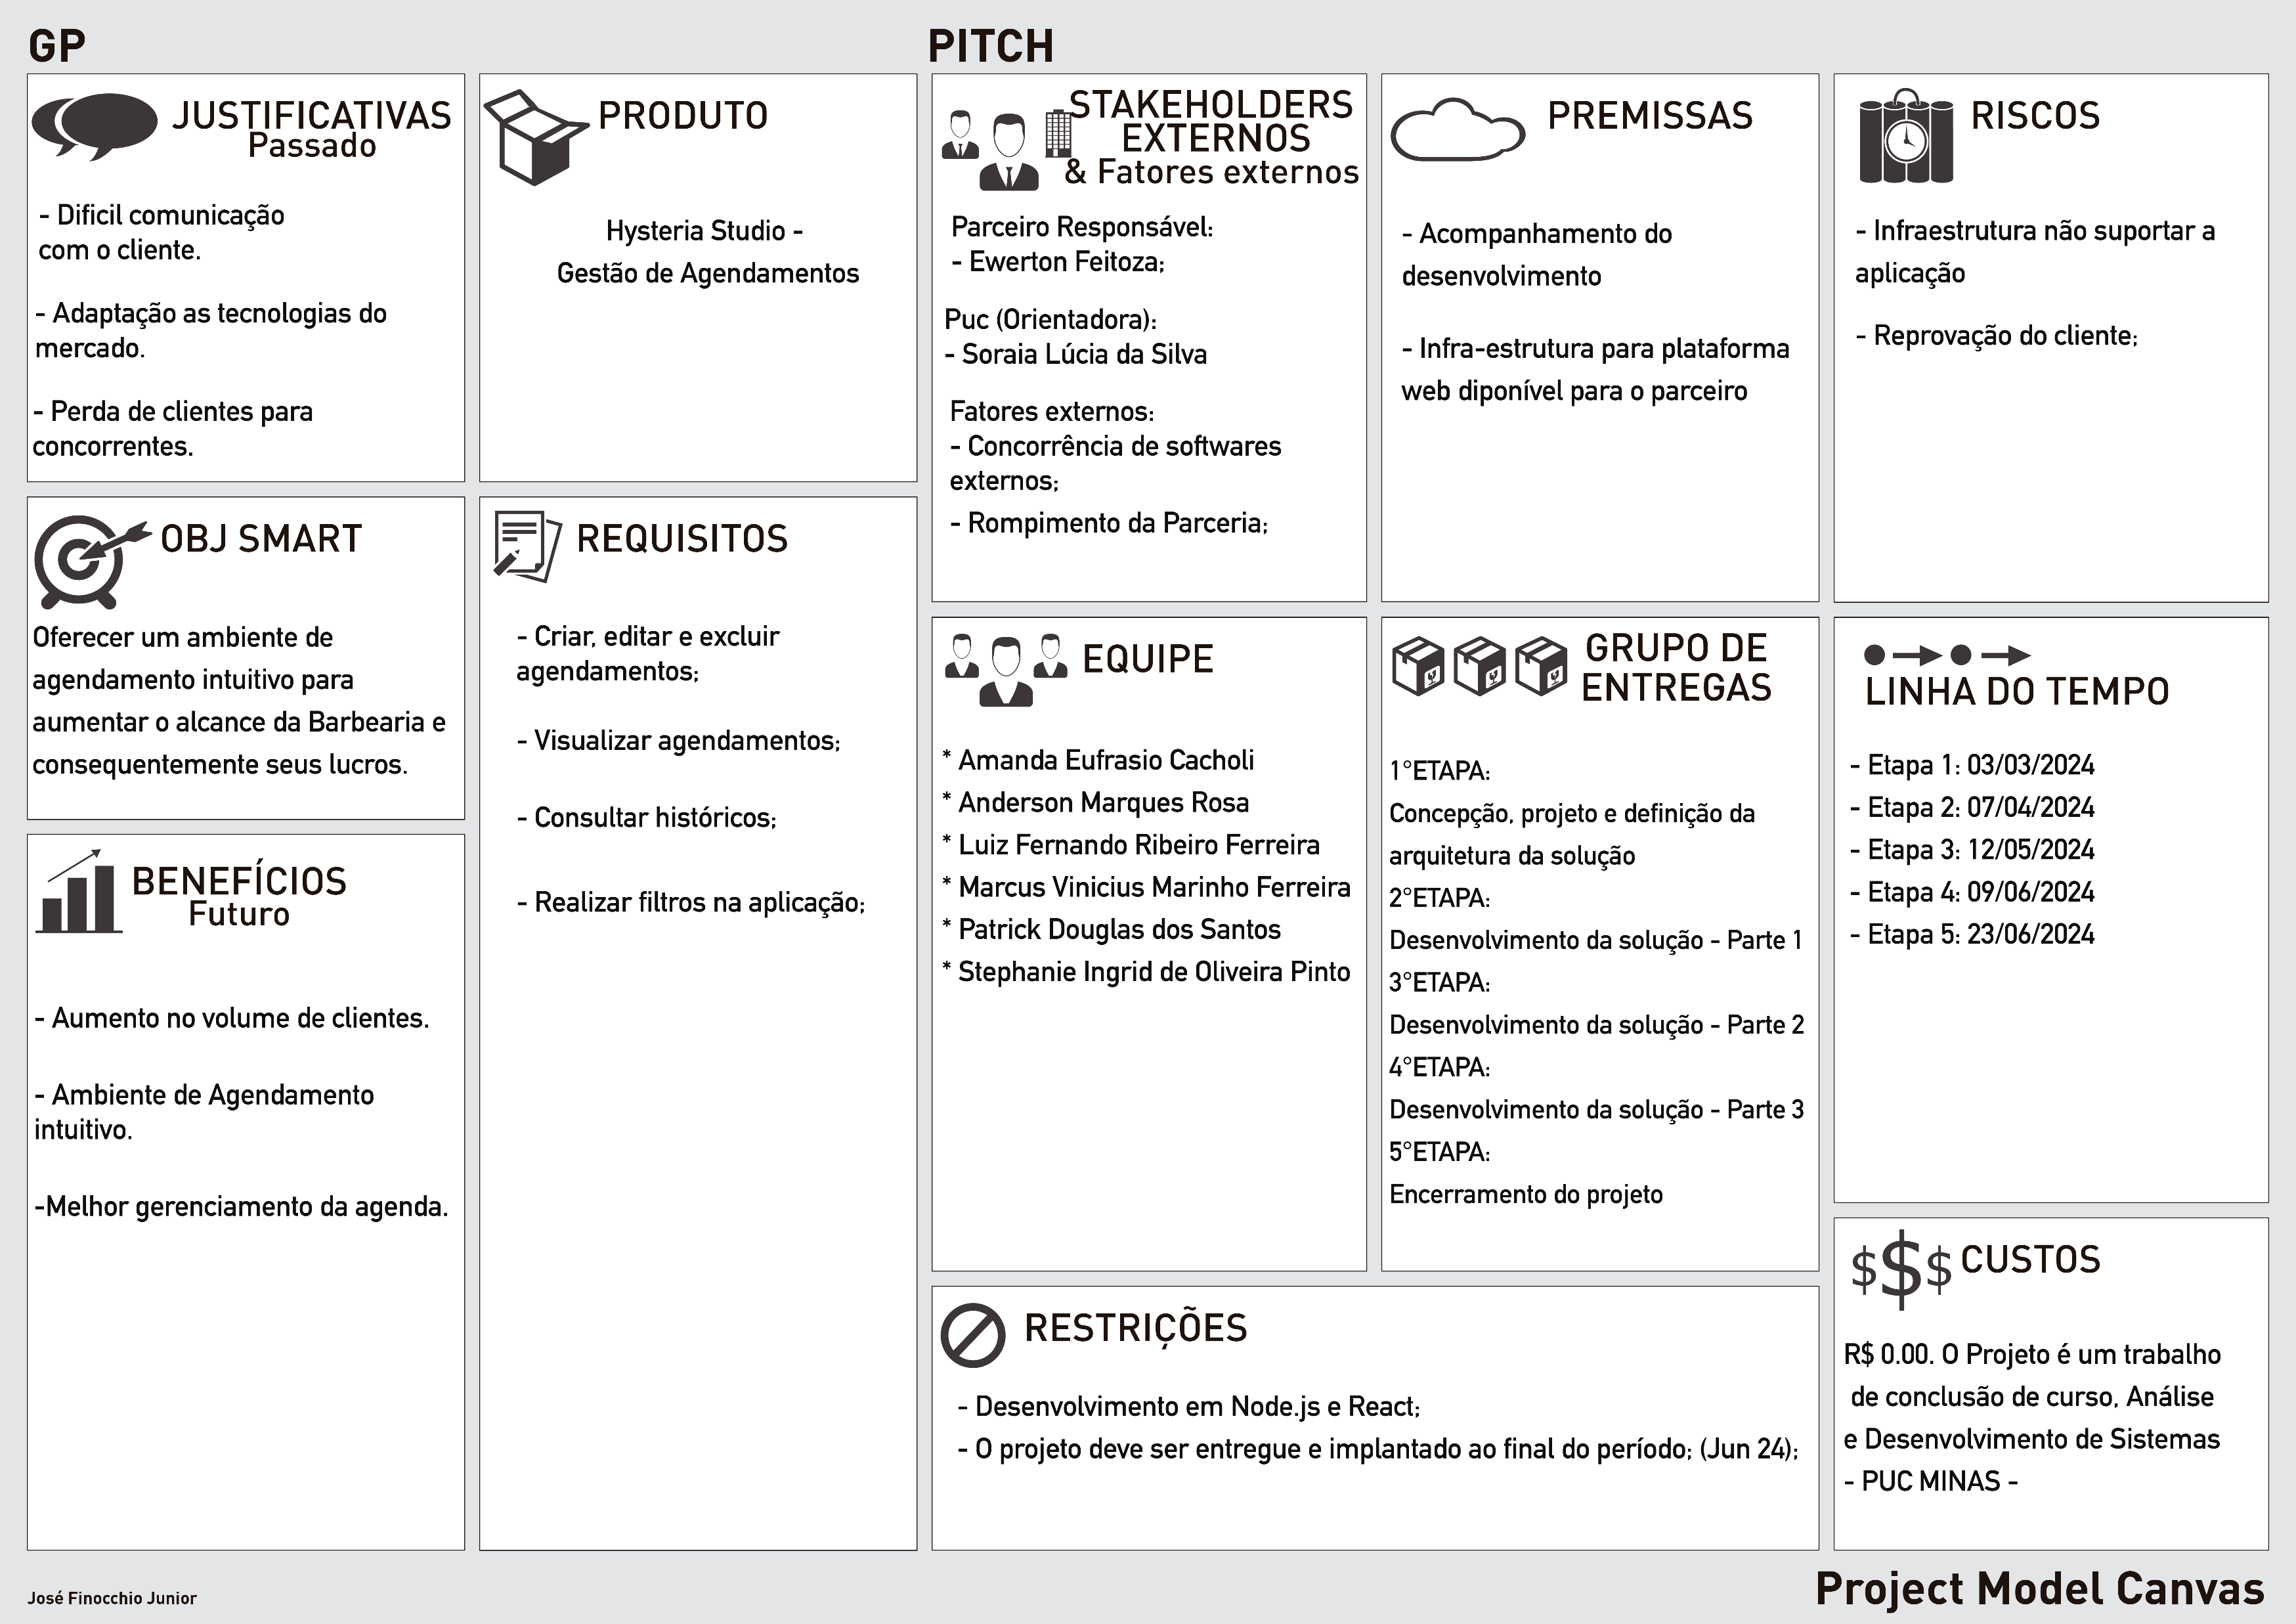 GP
PITCH
JUSTIFICATIVAS
Passado
- Dificil comunicação
com o cliente.
- Adaptação as tecnologias do
mercado.
- Perda de clientes para
concorrentes.
PRODUTO
Hysteria Studio -
Gestão de Agendamentos
STAKEHOLDERS
EXTERNOS
& Fatores externos
Parceiro Responsável:
- Ewerton Feitoza;
Puc (Orientadora):
- Soraia Lúcia da Silva
Fatores externos:
- Concorrência de softwares
externos;
- Rompimento da Parceria;
PREMISSAS
- Acompanhamento do
desenvolvimento
- Infra-estrutura para plataforma
web diponível para o parceiro
RISCOS
- Infraestrutura não suportar a
aplicação
- Reprovação do cliente;
OBJ SMART
Oferecer um ambiente de
agendamento intuitivo para
aumentar o alcance da Barbearia e
consequentemente seus lucros.
REQUISITOS
- Criar, editar e excluir
agendamentos;
- Visualizar agendamentos;
- Consultar históricos;
- Realizar filtros na aplicação;
BENEFÍCIOS
Futuro
- Aumento no volume de clientes.
- Ambiente de Agendamento
intuitivo.
-Melhor gerenciamento da agenda.
EQUIPE
* Amanda Eufrasio Cacholi
* Anderson Marques Rosa
* Luiz Fernando Ribeiro Ferreira
* Marcus Vinicius Marinho Ferreira
* Patrick Douglas dos Santos
* Stephanie Ingrid de Oliveira Pinto
GRUPO DE
ENTREGAS
1°ETAPA:
Concepção, projeto e definição da
arquitetura da solução
2°ETAPA:
Desenvolvimento da solução - Parte 1
3°ETAPA:
Desenvolvimento da solução - Parte 2
4°ETAPA:
Desenvolvimento da solução - Parte 3
5°ETAPA:
Encerramento do projeto
LINHA DO TEMPO
- Etapa 1: 03/03/2024
- Etapa 2: 07/04/2024
- Etapa 3: 12/05/2024
- Etapa 4: 09/06/2024
- Etapa 5: 23/06/2024
RESTRIÇÕES
- Desenvolvimento em Node.js e React;
- O projeto deve ser entregue e implantado ao final do período; (Jun 24);
$$$ CUSTOS
R$ 0.00. O Projeto é um trabalho
de conclusão de curso, Análise
e Desenvolvimento de Sistemas
- PUC MINAS -
José Finocchio Junior
Project Model Canvas